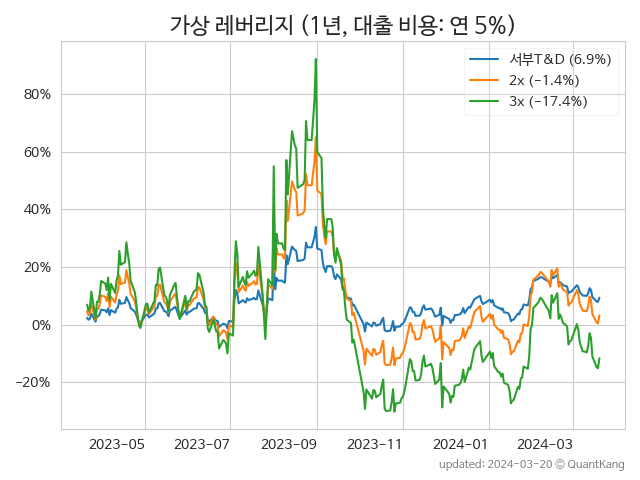 가상 레버리지 (1년, 대출 비용: 연 5%)
서부T&D (6.9%)
2x (−1.4%)
3x (−17.4%)
80%
60%
40%
20%
0%
−20%
2023-05 2023-07 2023-09 2023-11 2024-01 2024-03
updated: 2024-03-20 © QuantKang